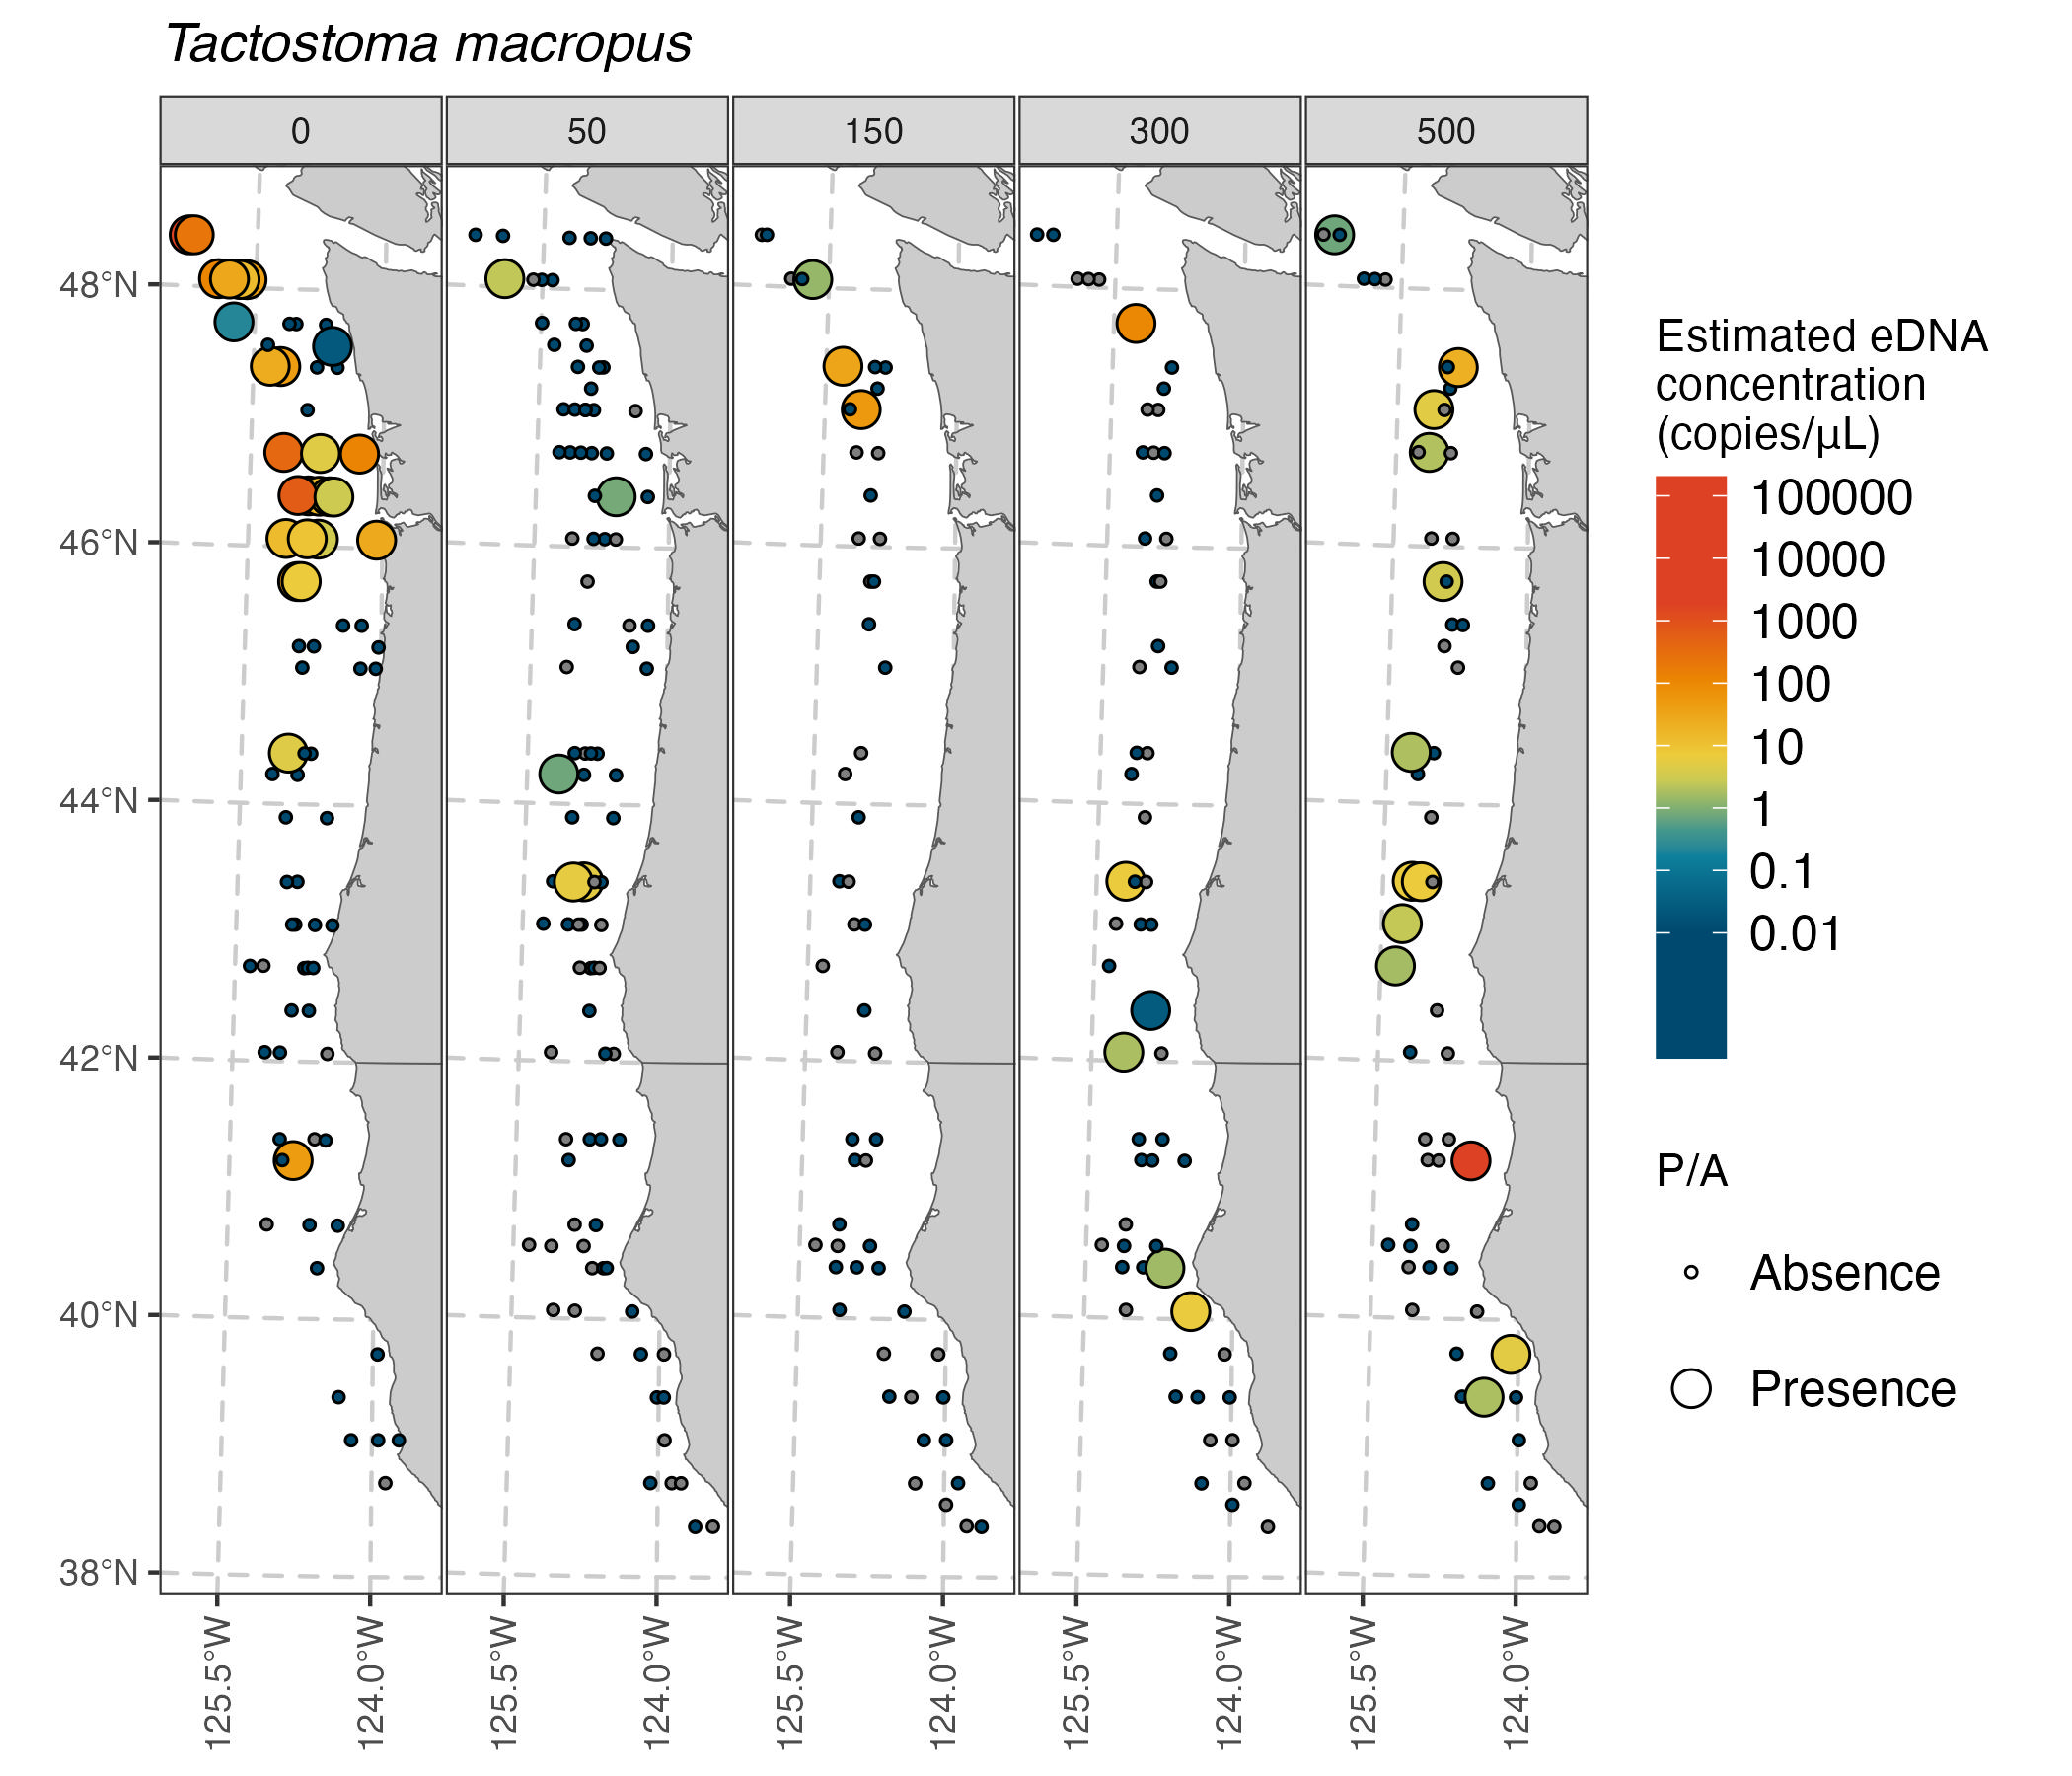 Tactostoma macropus
0 50 150 300 500
48°N
46°N
44°N
42°N
40°N
38°N
125.5°W 124.0°W 125.5°W 124.0°W 125.5°W 124.0°W 125.5°W 124.0°W 125.5°W 124.0°W
Estimated eDNA
concentration
(copies/μL)
100000
10000
1000
100
10
1
0.1
0.01
P/A
Absence
Presence